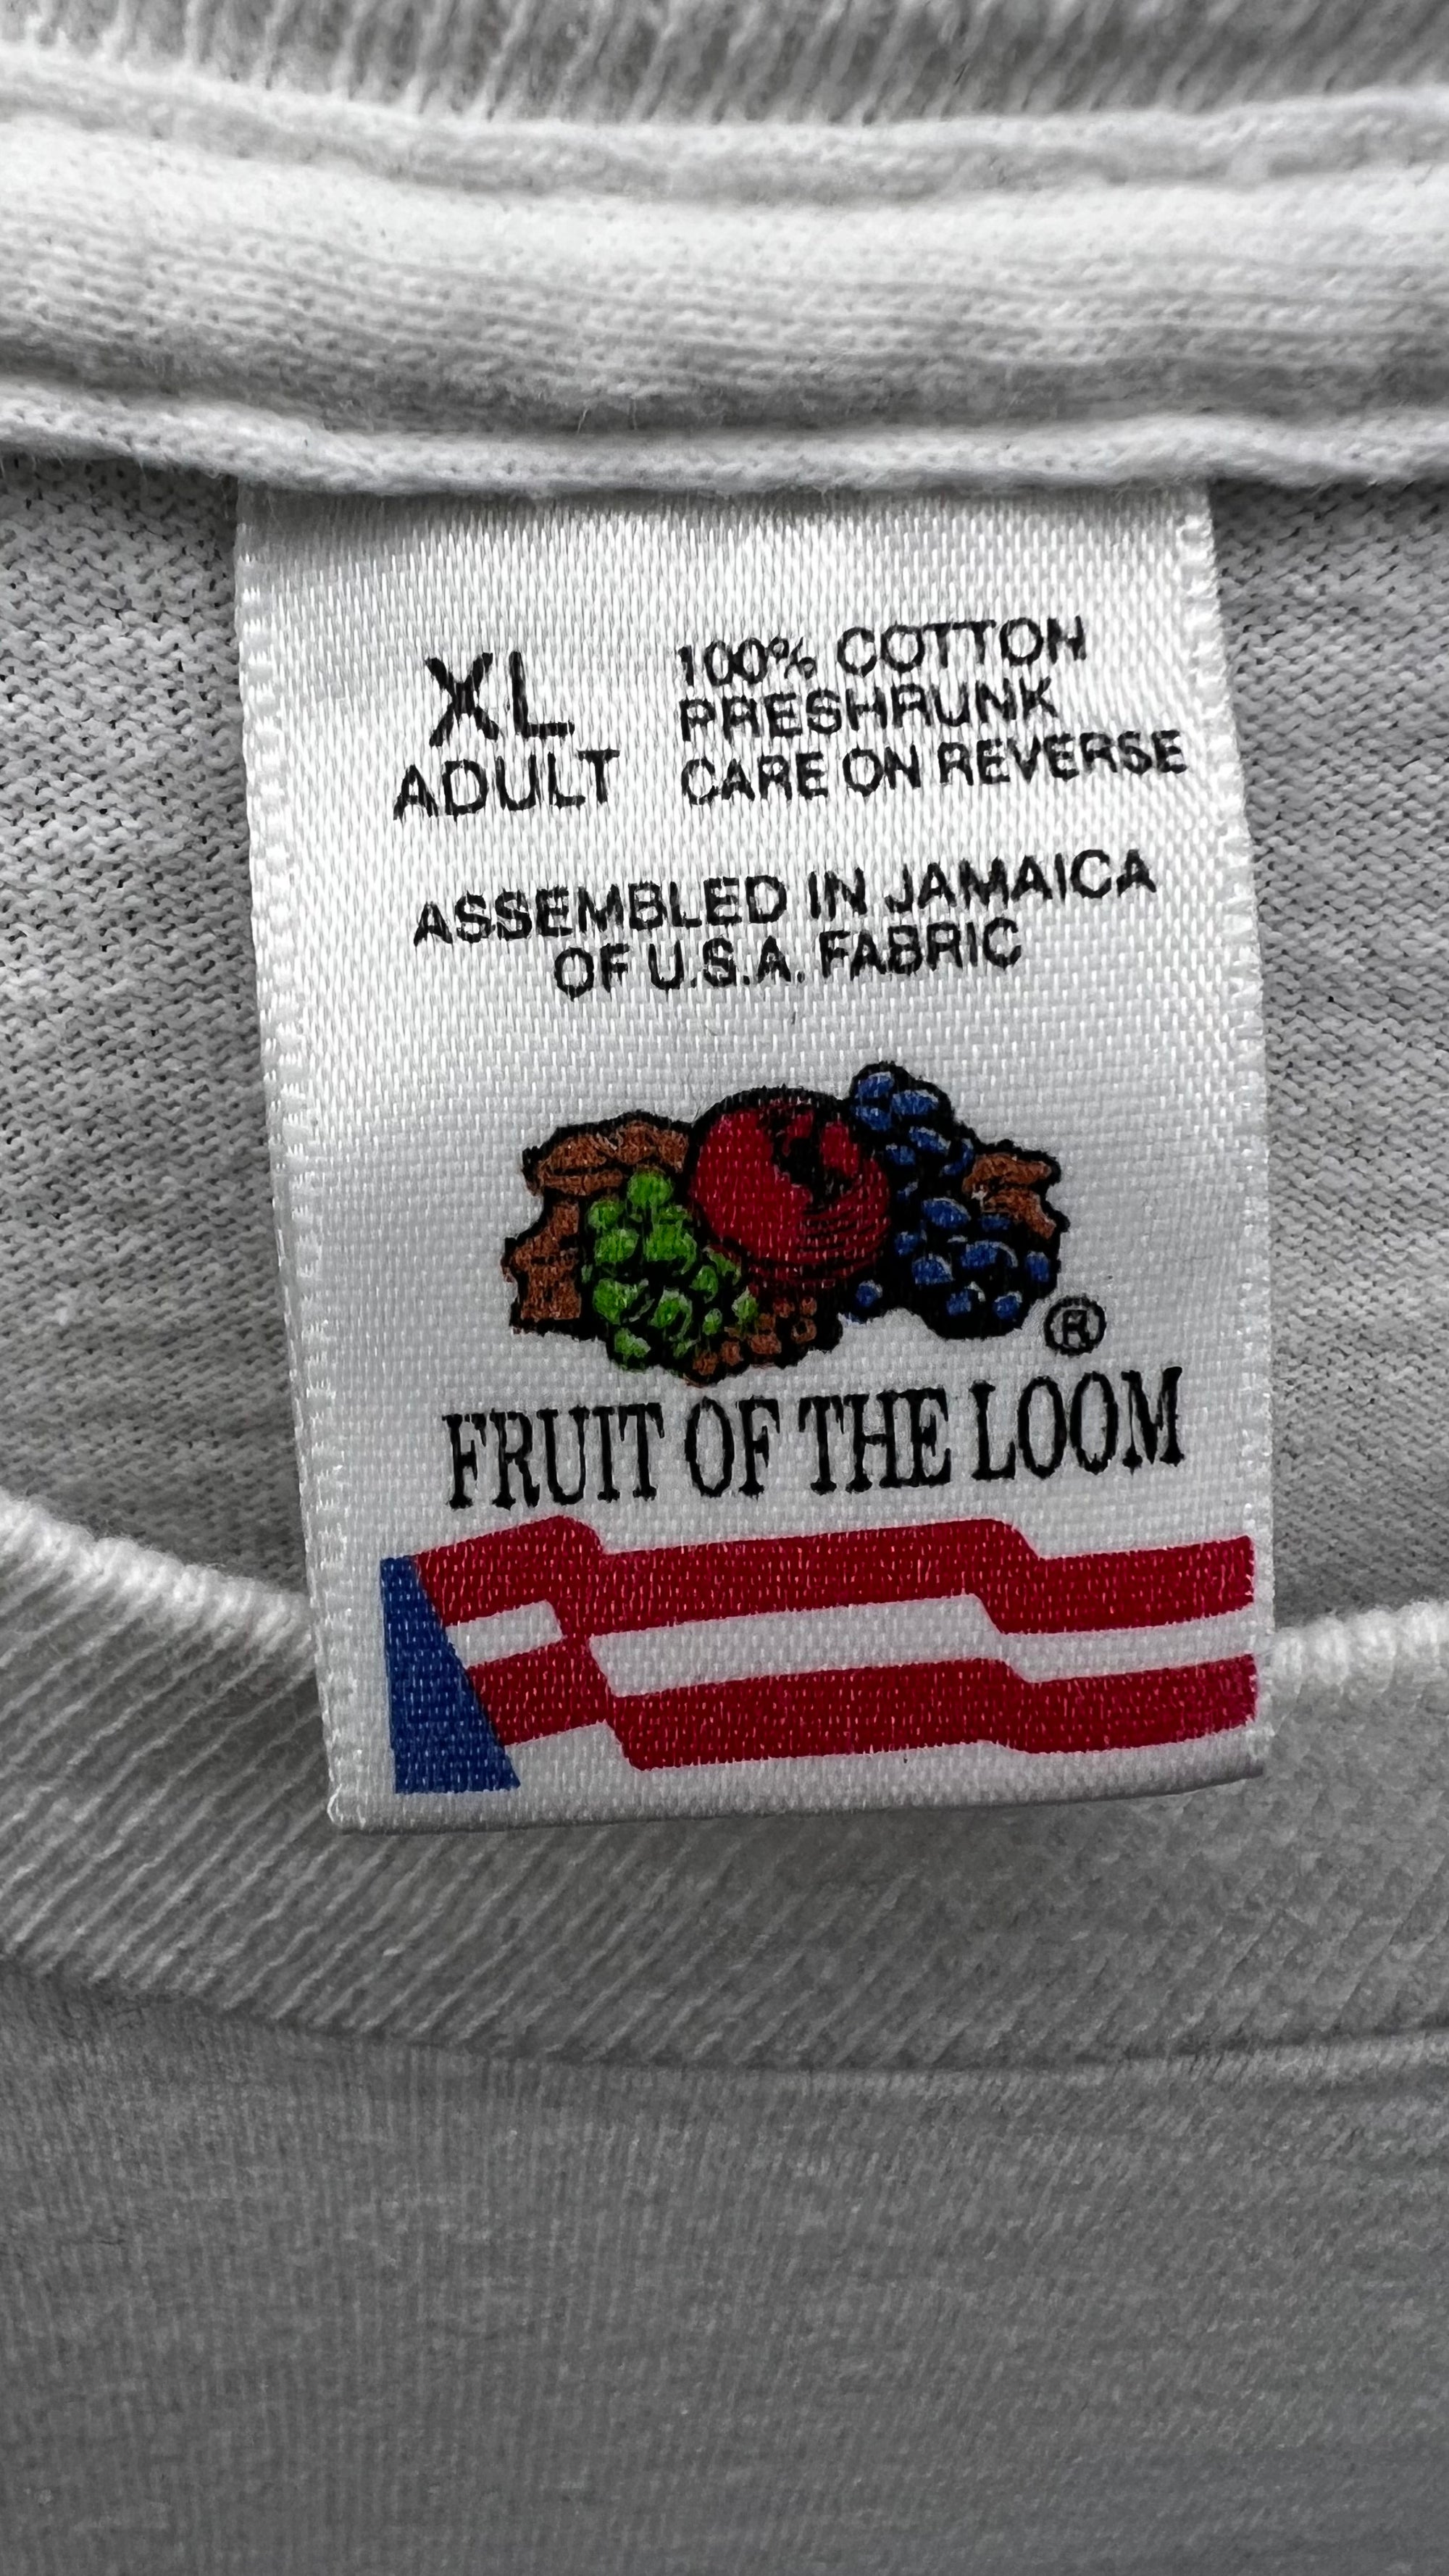 XL
ADULT
100% COTTON
PRESHRUNK
CARE ON REVERSE
ASSEMBLED IN JAMAICA
OF U.S.A. FABRIC
®
FRUIT OF THE LOOM